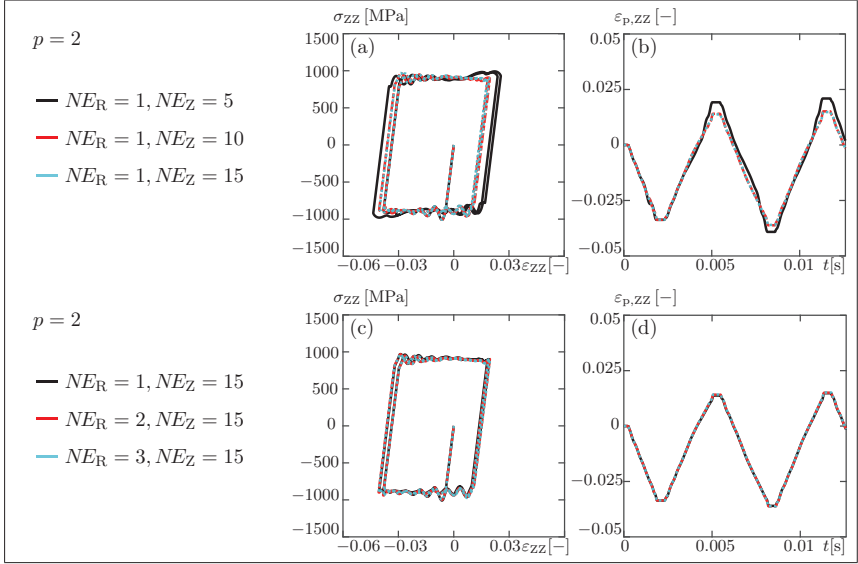 p = 2
NE_R = 1, NE_Z = 5
NE_R = 1, NE_Z = 10
NE_R = 1, NE_Z = 15
σ_ZZ [MPa]
(a)
1500
1000
500
0
−500
−1000
−1500
−0.06 −0.03 0 0.03 ε_ZZ [−]
ε_p,ZZ [−]
(b)
0.05
0.025
0
−0.025
−0.05
0 0.005 0.01 t[s]
p = 2
NE_R = 1, NE_Z = 15
NE_R = 2, NE_Z = 15
NE_R = 3, NE_Z = 15
σ_ZZ [MPa]
(c)
1500
1000
500
0
−500
−1000
−1500
−0.06 −0.03 0 0.03 ε_ZZ [−]
ε_p,ZZ [−]
(d)
0.05
0.025
0
−0.025
−0.05
0 0.005 0.01 t[s]